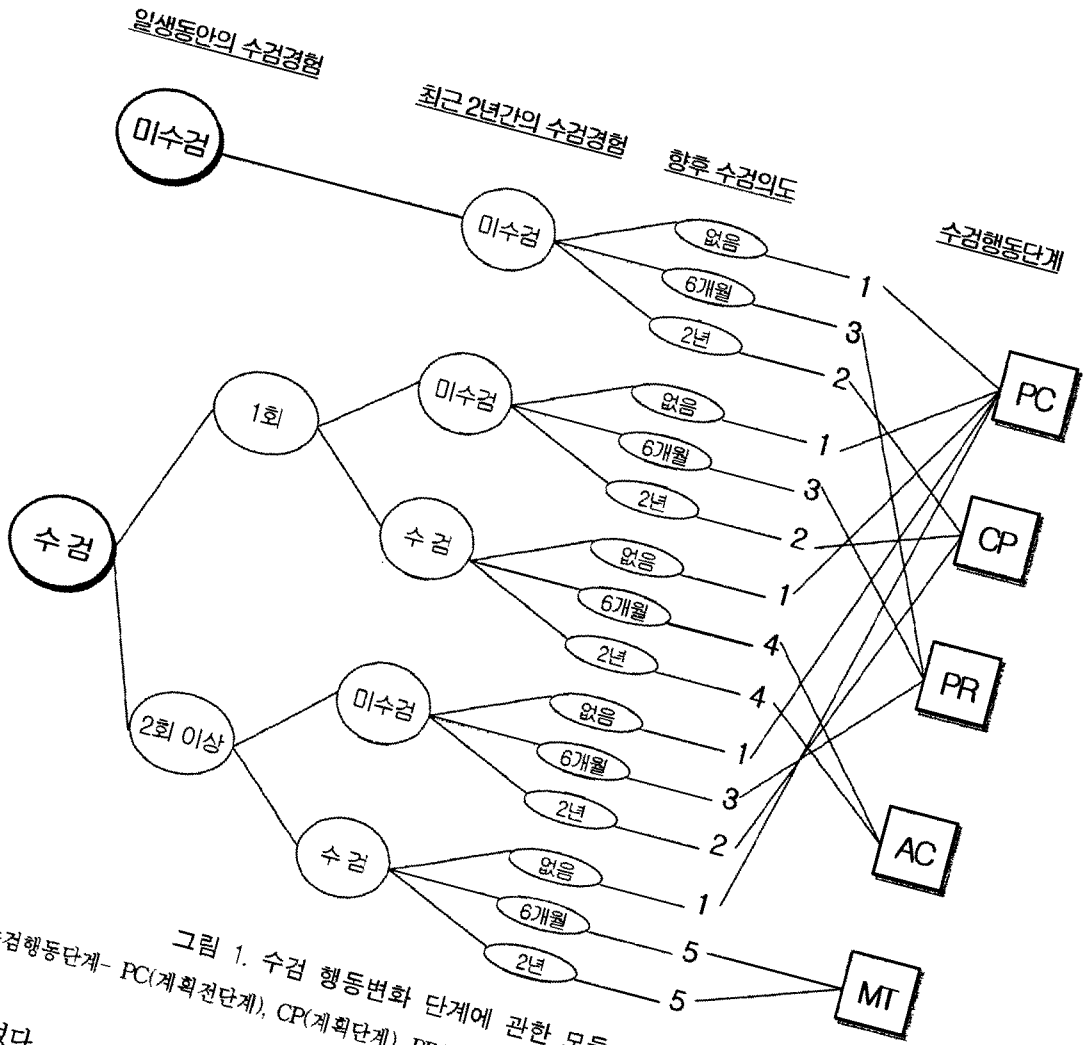 일생동안의 수검경험
최근 2년간의 수검경험
향후 수검의도
수검행동단계
미수검
미수검
없음 1
6개월 3
2년 2
수 검
1회
미수검
없음 1
6개월 3
2년 2
수 검
없음 1
6개월 4
2년 4
2회 이상
미수검
없음 1
6개월 3
2년 2
수 검
없음 1
6개월 5
2년 5
PC
CP
PR
AC
MT
그림 1. 수검 행동변화 단계에 관한 모듈
검행동단계- PC(계획전단계), CP(계획단계)